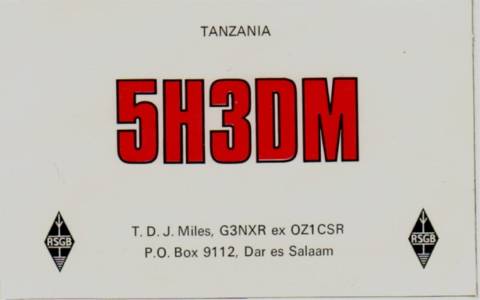 TANZANIA
5H3DM
T. D. J. Miles, G3NXR ex OZ1CSR
P.O. Box 9112, Dar es Salaam
RSGB
RSGB